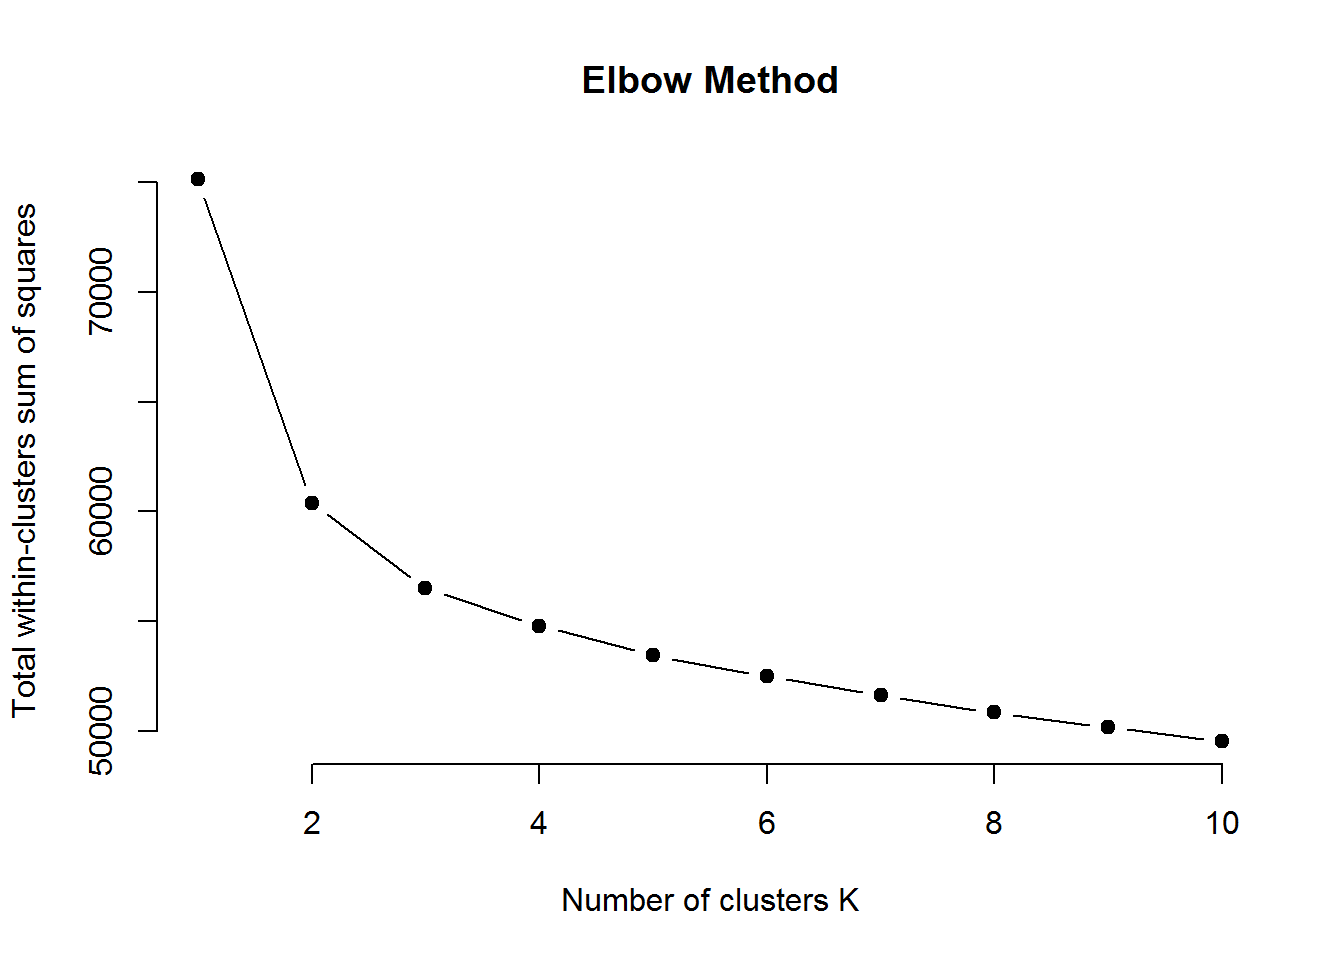 Elbow Method
Total within-clusters sum of squares
70000
60000
50000
2 4 6 8 10
Number of clusters K